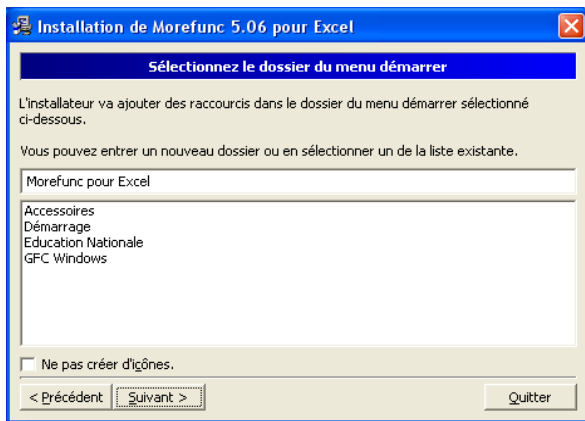 Installation de Morefunc 5.06 pour Excel
Sélectionnez le dossier du menu démarrer
L'installateur va ajouter des raccourcis dans le dossier du menu démarrer sélectionné
ci-dessous.
Vous pouvez entrer un nouveau dossier ou en sélectionner un de la liste existante.
Morefunc pour Excel
Accessoires
Démarrage
Education Nationale
GFC Windows
Ne pas créer d'icônes.
< Précédent Suivant > Quitter